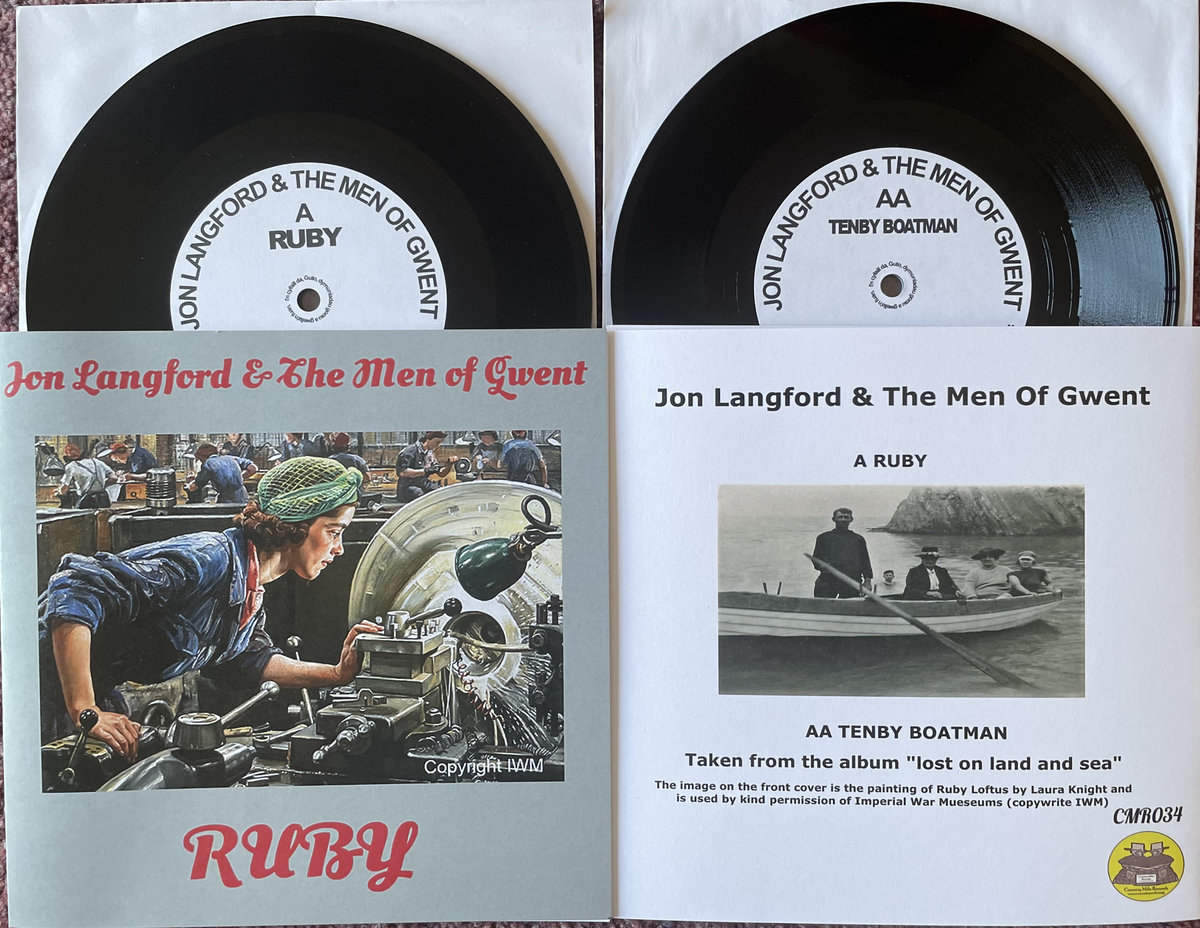 JON LANGFORD & THE MEN OF GWENT
A
RUBY
JON LANGFORD & THE MEN OF GWENT
AA
TENBY BOATMAN
Jon Langford & The Men of Gwent
Copyright IWM
RUBY
Jon Langford & The Men Of Gwent
A RUBY
AA TENBY BOATMAN
Taken from the album "lost on land and sea"
The image on the front cover is the painting of Ruby Loftus by Laura Knight and
is used by kind permission of Imperial War Mueseums (copywrite IWM)
CMR034
Country Mile Records